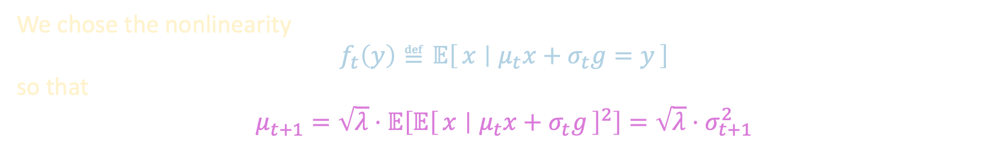 We chose the nonlinearity
f_t(y) ≝ 𝔼[ x | μ_t x + σ_t g = y ]
so that
μ_{t+1} = √λ · 𝔼[𝔼[ x | μ_t x + σ_t g ]²] = √λ · σ²_{t+1}